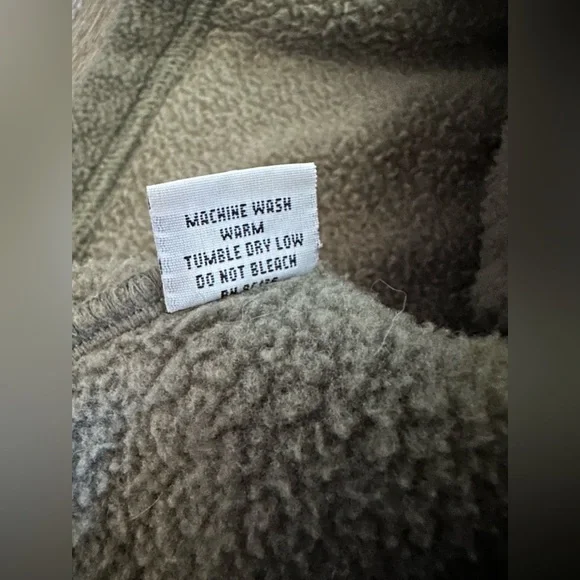 MACHINE WASH
WARM
TUMBLE DRY LOW
DO NOT BLEACH